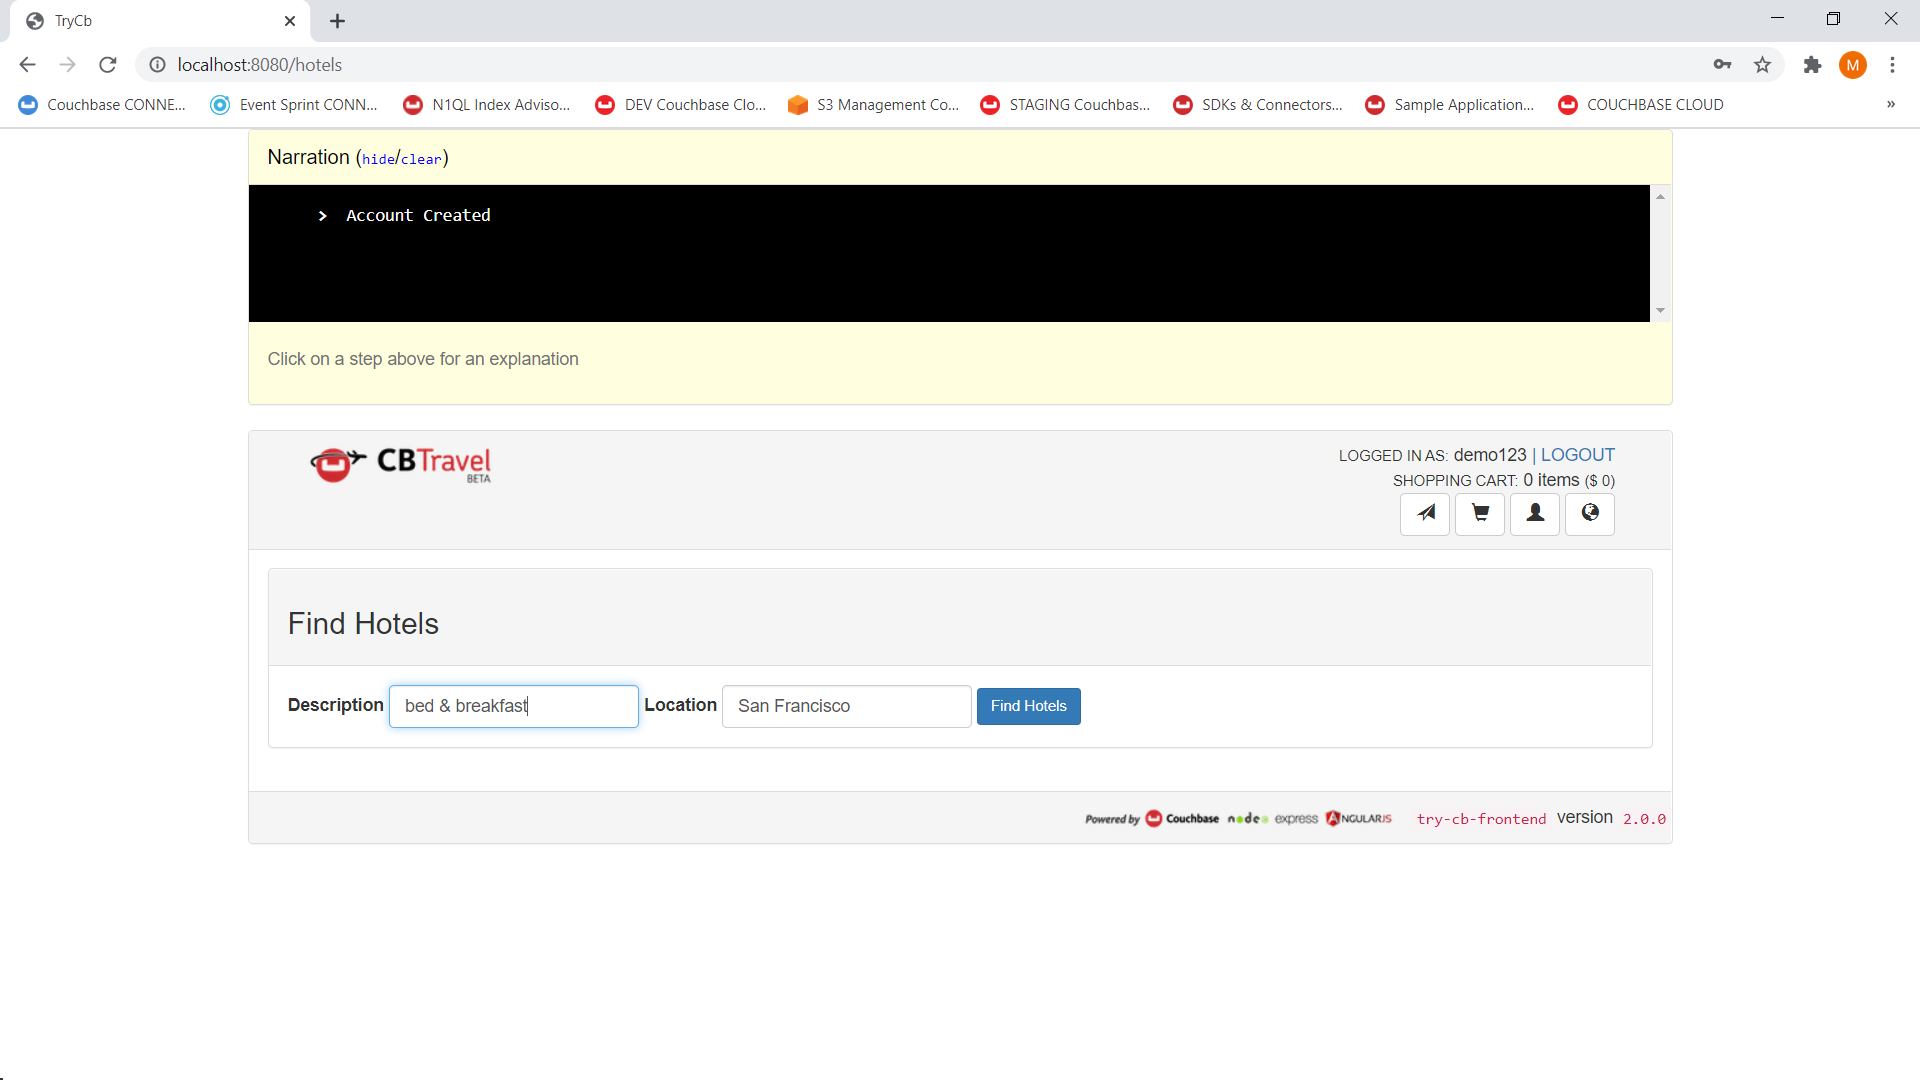 TryCb
localhost:8080/hotels
M
Couchbase CONNE... Event Sprint CONN... N1QL Index Adviso... DEV Couchbase Clo... S3 Management Co... STAGING Couchbas... SDKs & Connectors... Sample Application... COUCHBASE CLOUD »
Narration (hide/clear)
> Account Created
Click on a step above for an explanation
CBTravel
BETA
LOGGED IN AS: demo123 | LOGOUT
SHOPPING CART: 0 items ($ 0)
Find Hotels
Description bed & breakfast Location San Francisco Find Hotels
Powered by Couchbase node express ANGULARJS try-cb-frontend version 2.0.0